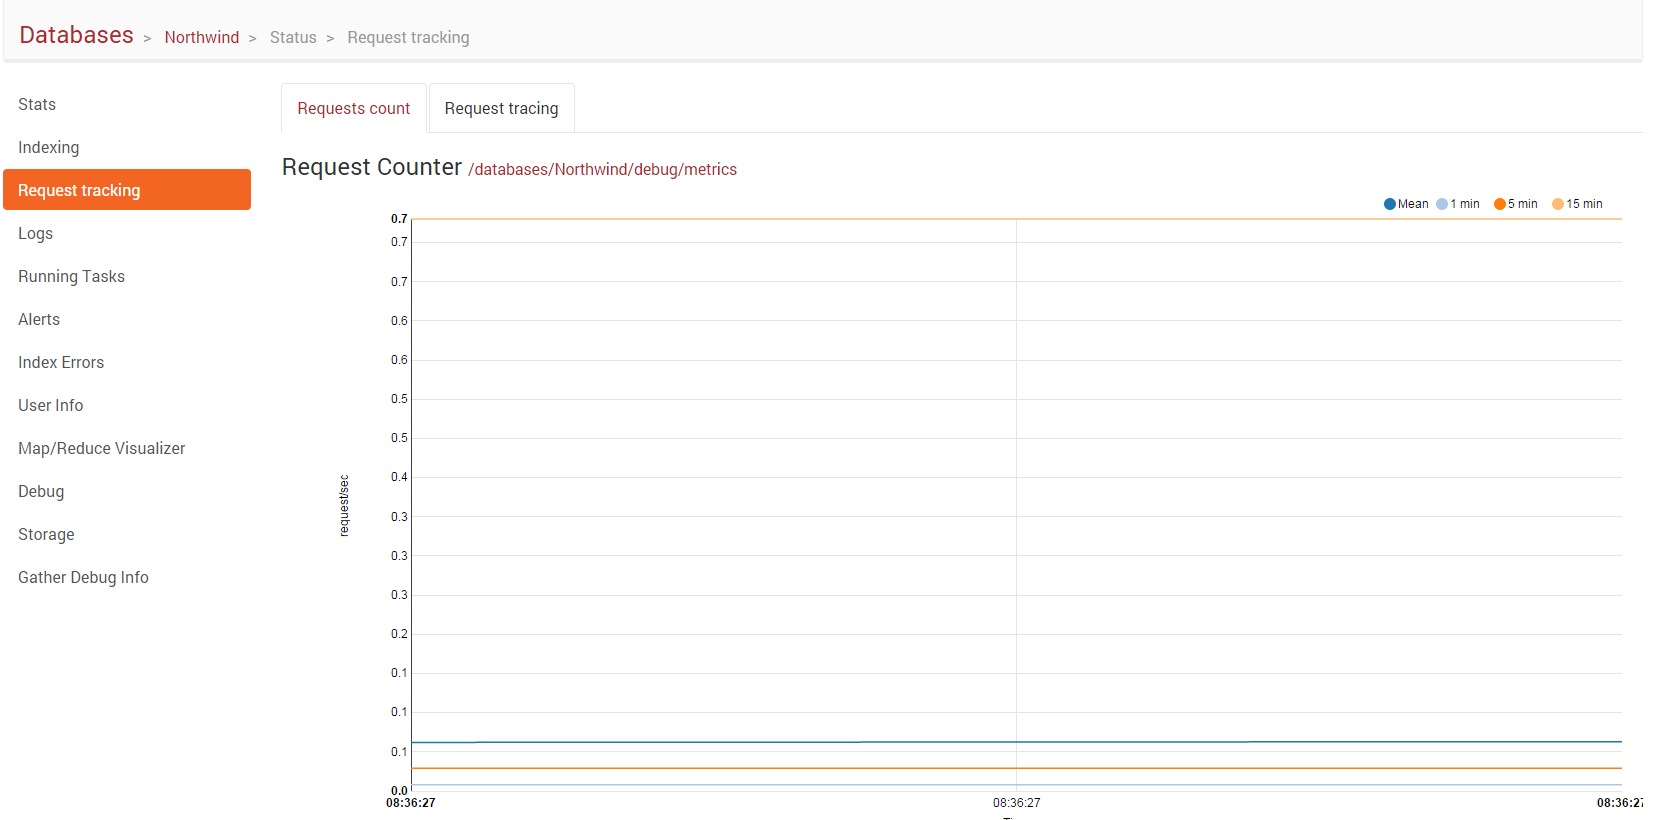 Databases > Northwind > Status > Request tracking
Stats
Indexing
Request tracking
Logs
Running Tasks
Alerts
Index Errors
User Info
Map/Reduce Visualizer
Debug
Storage
Gather Debug Info
Requests count
Request tracing
Request Counter /databases/Northwind/debug/metrics
Mean 1 min 5 min 15 min
0.7
0.7
0.7
0.6
0.6
0.5
0.5
0.4
0.3
0.3
0.3
0.2
0.1
0.1
0.1
0.0
request/sec
08:36:27 08:36:27 08:36:27